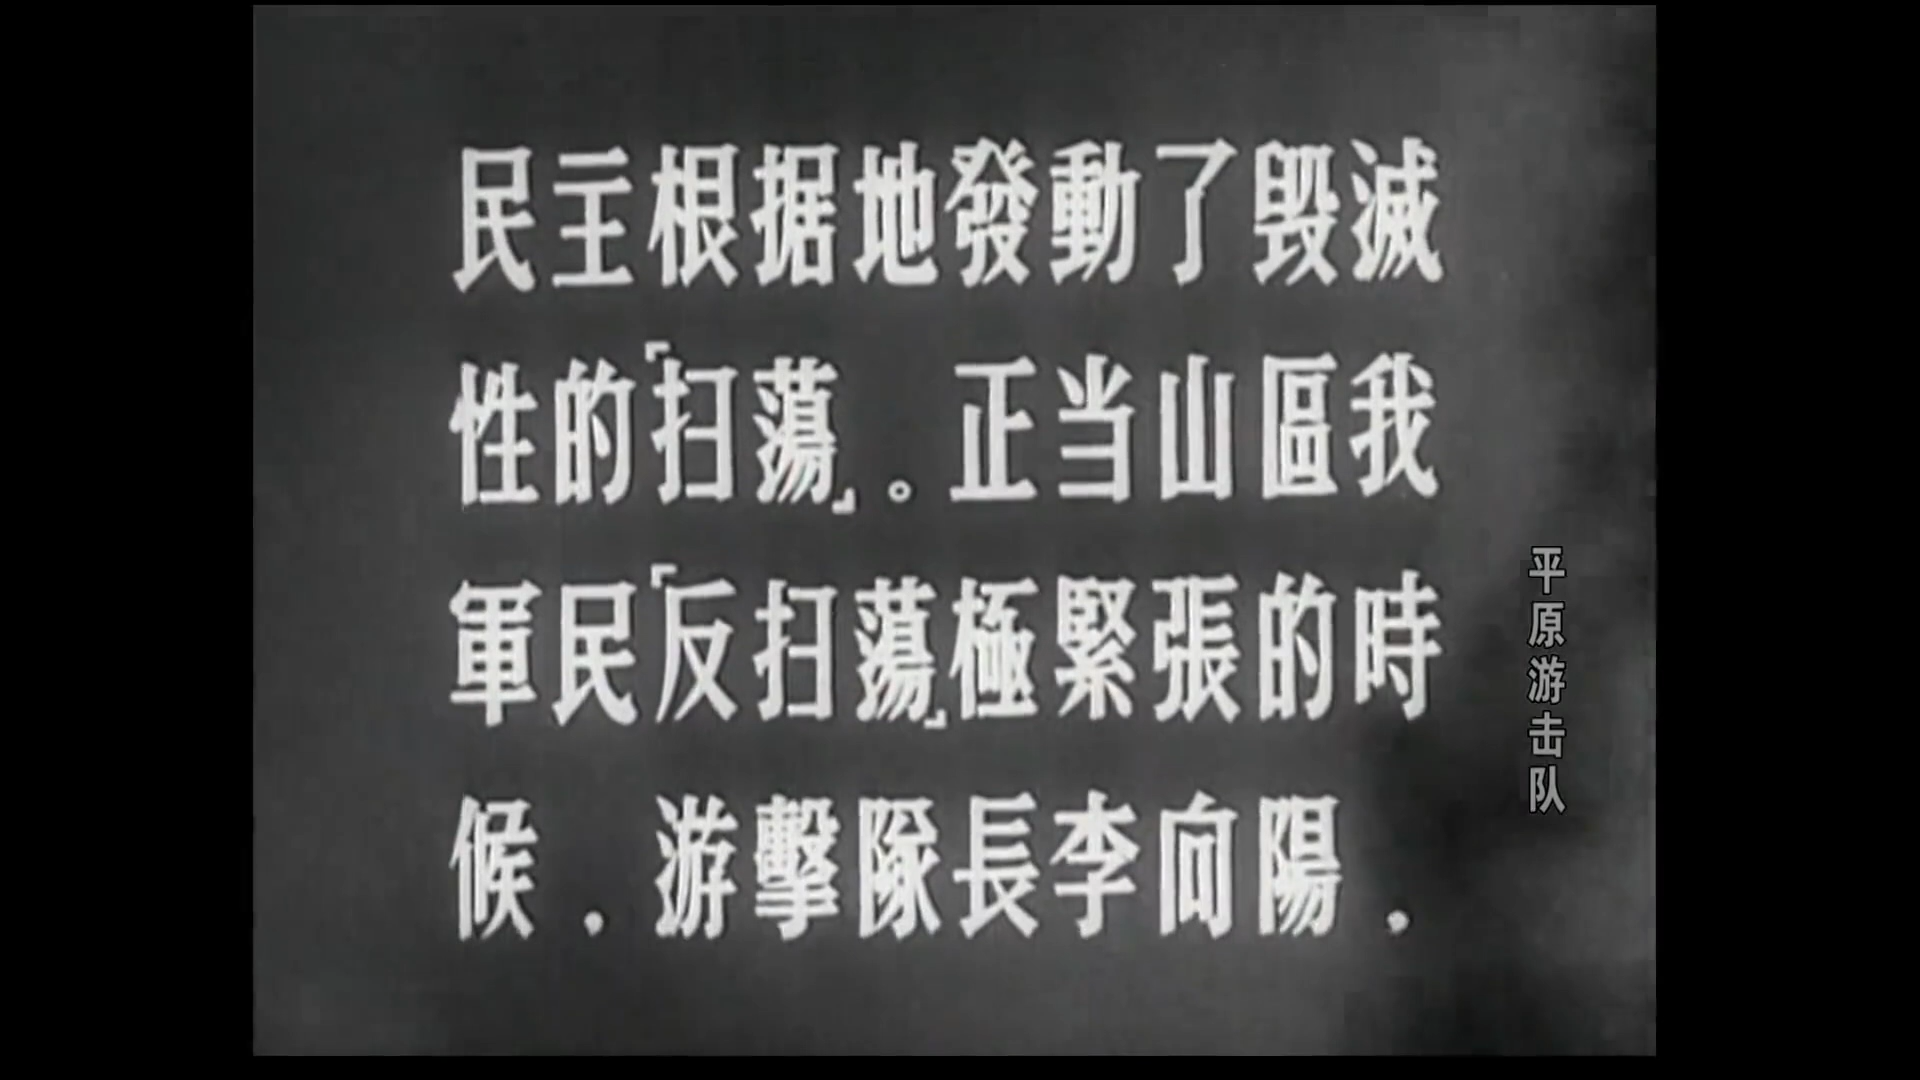 民主根据地發動了毀滅
性的「扫蕩」。正当山區我
軍民「反扫蕩」極緊張的時
候，游擊隊長李向陽，
平原游击队